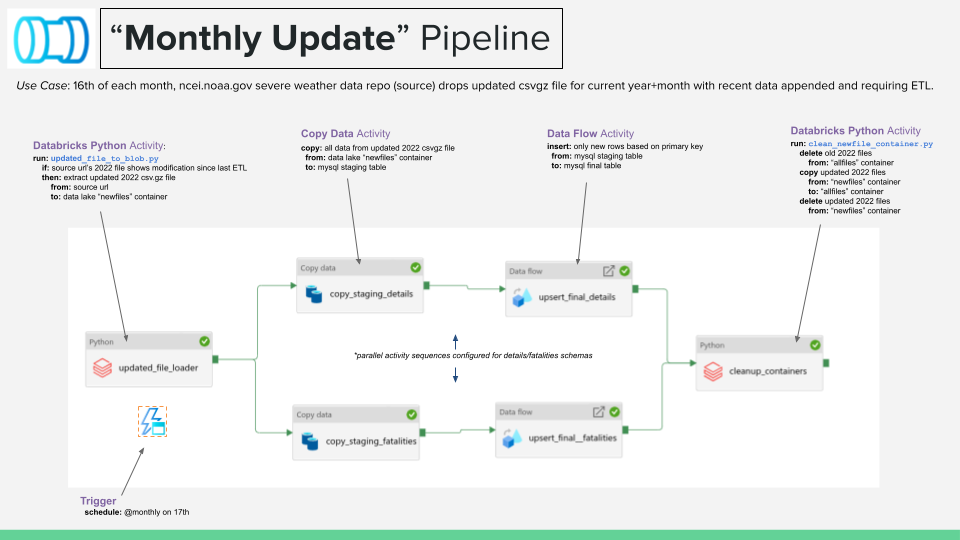 “Monthly Update” Pipeline
Use Case: 16th of each month, ncei.noaa.gov severe weather data repo (source) drops updated csvgz file for current year+month with recent data appended and requiring ETL.
Databricks Python Activity:
run: updated_file_to_blob.py
if: source url's 2022 file shows modification since last ETL
then: extract updated 2022 csv.gz file
from: source url
to: data lake “newfiles” container
Copy Data Activity
copy: all data from updated 2022 csvgz file
from: data lake “newfiles” container
to: mysql staging table
Data Flow Activity
insert: only new rows based on primary key
from: mysql staging table
to: mysql final table
Databricks Python Activity
run: clean_newfile_container.py
delete old 2022 files
from: “allfiles” container
copy updated 2022 files
from: “newfiles” container
to: “allfiles” container
delete updated 2022 files
from: “newfiles” container
Copy data
copy_staging_details
Data flow
upsert_final_details
Python
updated_file_loader
*parallel activity sequences configured for details/fatalities schemas
Python
cleanup_containers
Copy data
copy_staging_fatalities
Data flow
upsert_final__fatalities
Trigger
schedule: @monthly on 17th